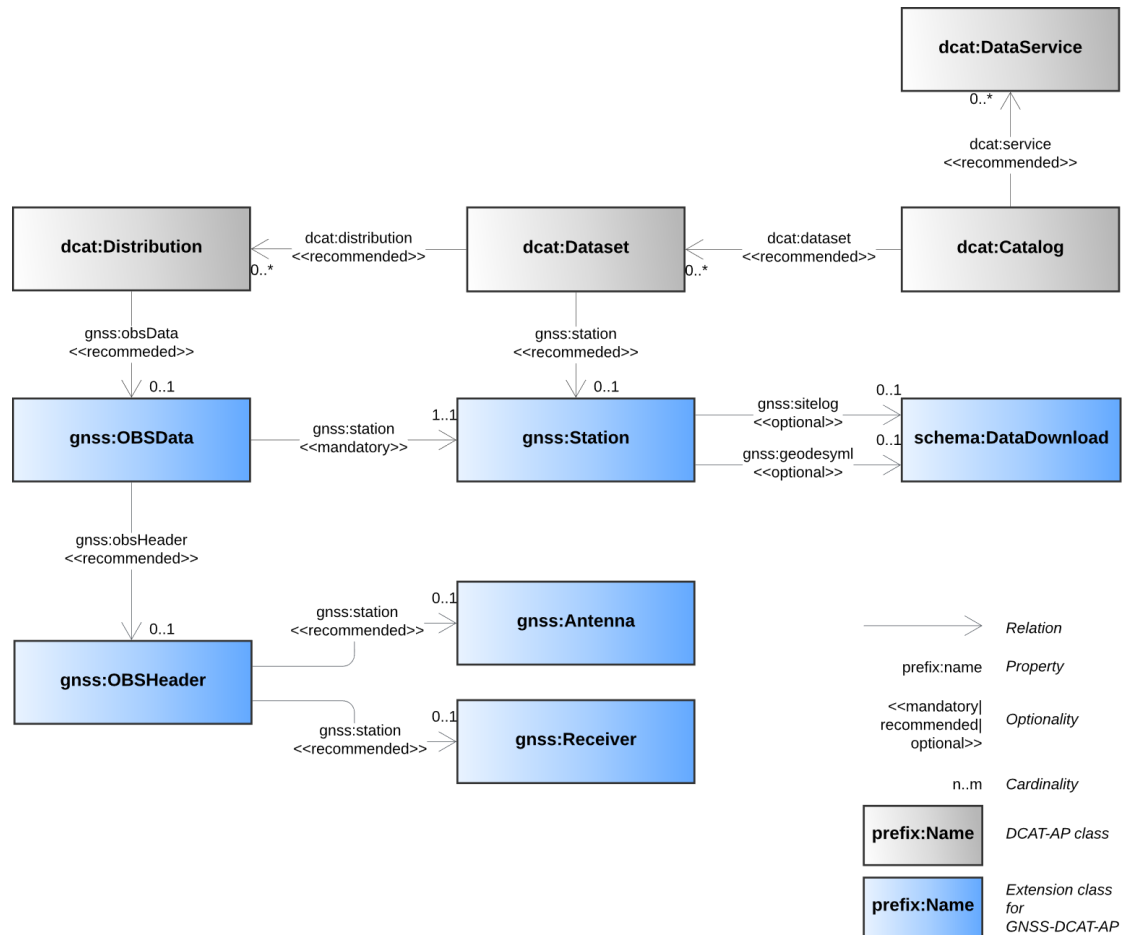 dcat:DataService
0..*
dcat:service
<<recommended>>
dcat:Distribution
dcat:distribution
<<recommended>>
0..*
dcat:Dataset
dcat:dataset
<<recommended>>
0..*
dcat:Catalog
gnss:obsData
<<recommeded>>
0..1
gnss:station
<<recommeded>>
0..1
gnss:OBSData
gnss:station
<<mandatory>>
1..1
gnss:Station
gnss:sitelog
<<optional>>
0..1
gnss:geodesyml
<<optional>>
0..1
schema:DataDownload
gnss:obsHeader
<<recommended>>
0..1
gnss:OBSHeader
gnss:station
<<recommended>>
0..1
gnss:Antenna
gnss:station
<<recommended>>
0..1
gnss:Receiver
Relation
prefix:name
Property
<<mandatory|
recommended|
optional>>
Optionality
n..m
Cardinality
prefix:Name
DCAT-AP class
prefix:Name
Extension class
for
GNSS-DCAT-AP